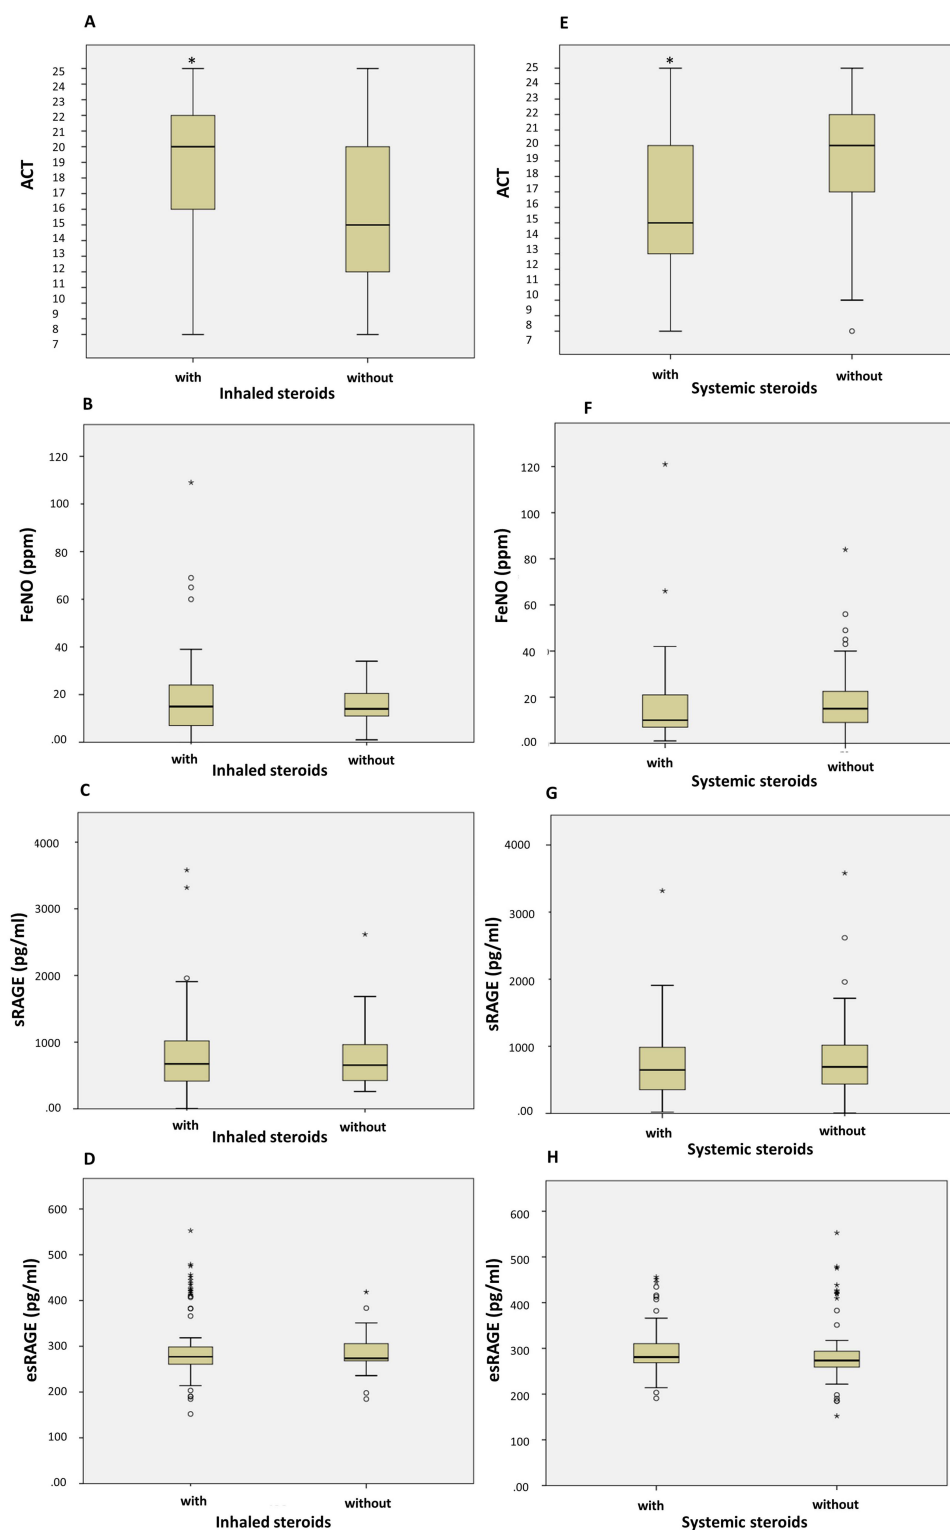 A
*
25
24
23
22
21
20
19
18
17
16
15
14
13
12
11
10
9
8
7
ACT
with
without
Inhaled steroids
E
*
25
24
23
22
21
20
19
18
17
16
15
14
13
12
11
10
9
8
7
ACT
with
without
Systemic steroids
B
120
100
80
60
40
20
.00
FeNO (ppm)
with
without
Inhaled steroids
F
120
100
80
60
40
20
.00
FeNO (ppm)
with
without
Systemic steroids
C
4000
3000
2000
1000
.00
sRAGE (pg/ml)
with
without
Inhaled steroids
G
4000
3000
2000
1000
.00
sRAGE (pg/ml)
with
without
Systemic steroids
D
600
500
400
300
200
100
.00
esRAGE (pg/ml)
with
without
Inhaled steroids
H
600
500
400
300
200
100
.00
esRAGE (pg/ml)
with
without
Systemic steroids